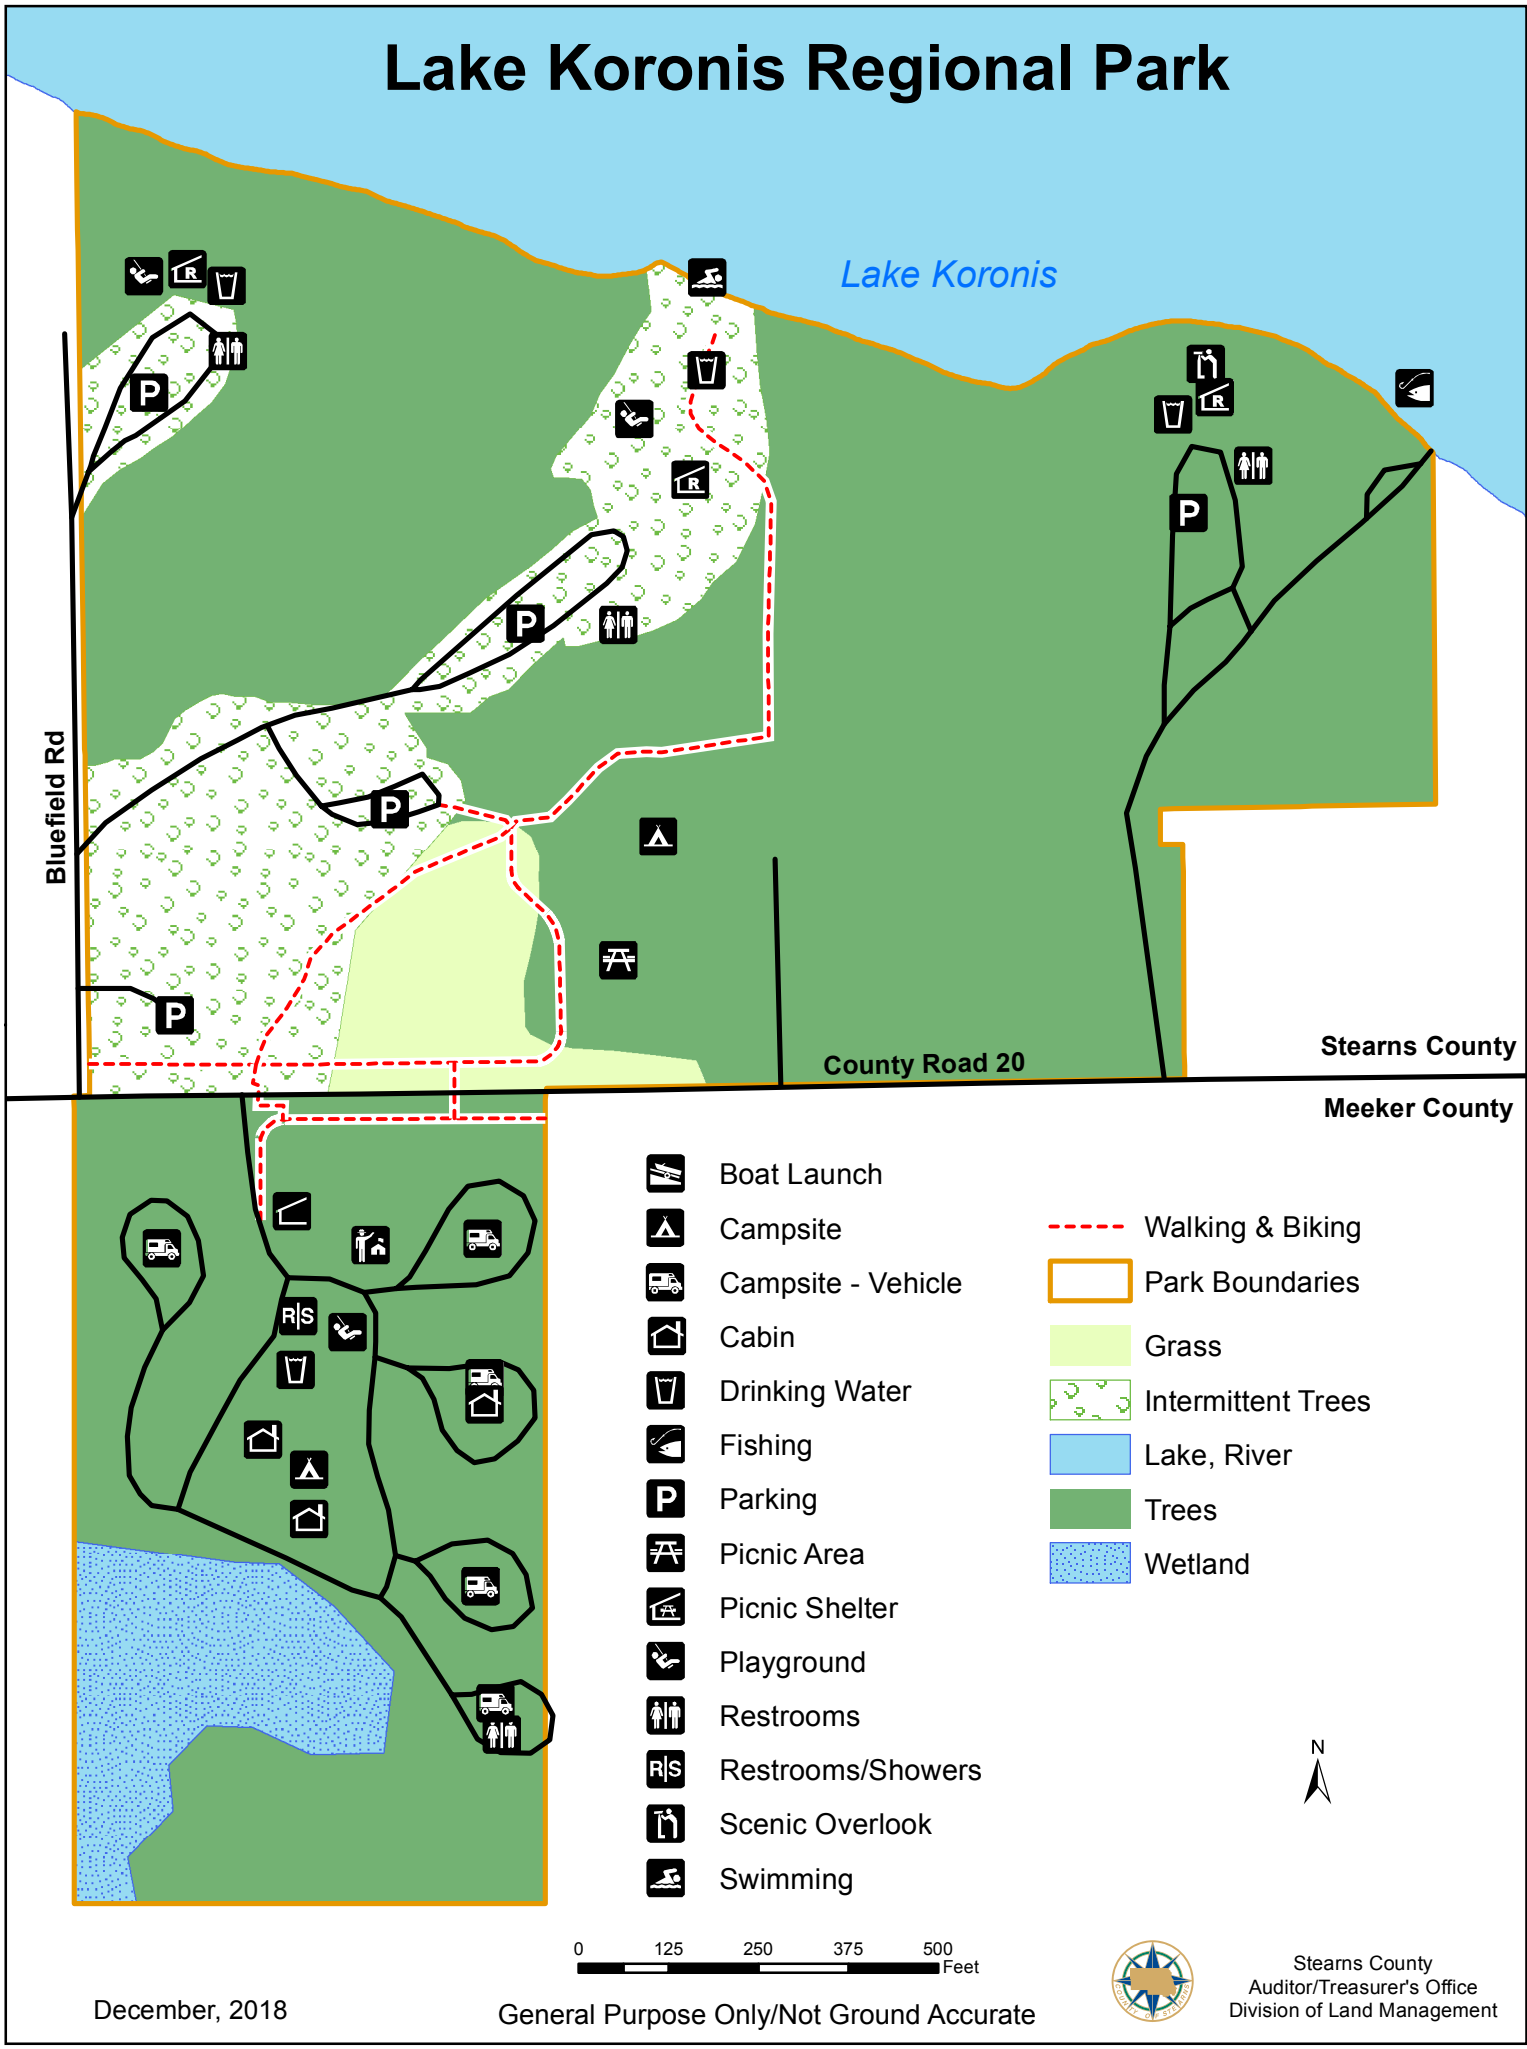 Lake Koronis Regional Park
Lake Koronis
R
R
P
R
P
P
Bluefield Rd
P
P
County Road 20
Stearns County
Meeker County
R|S
Boat Launch
Campsite
Campsite - Vehicle
Cabin
Drinking Water
Fishing
P Parking
Picnic Area
Picnic Shelter
Playground
Restrooms
R|S Restrooms/Showers
Scenic Overlook
Swimming
Walking & Biking
Park Boundaries
Grass
Intermittent Trees
Lake, River
Trees
Wetland
N
0 125 250 375 500
Feet
General Purpose Only/Not Ground Accurate
December, 2018
COUNTY OF STEARNS
Stearns County
Auditor/Treasurer's Office
Division of Land Management